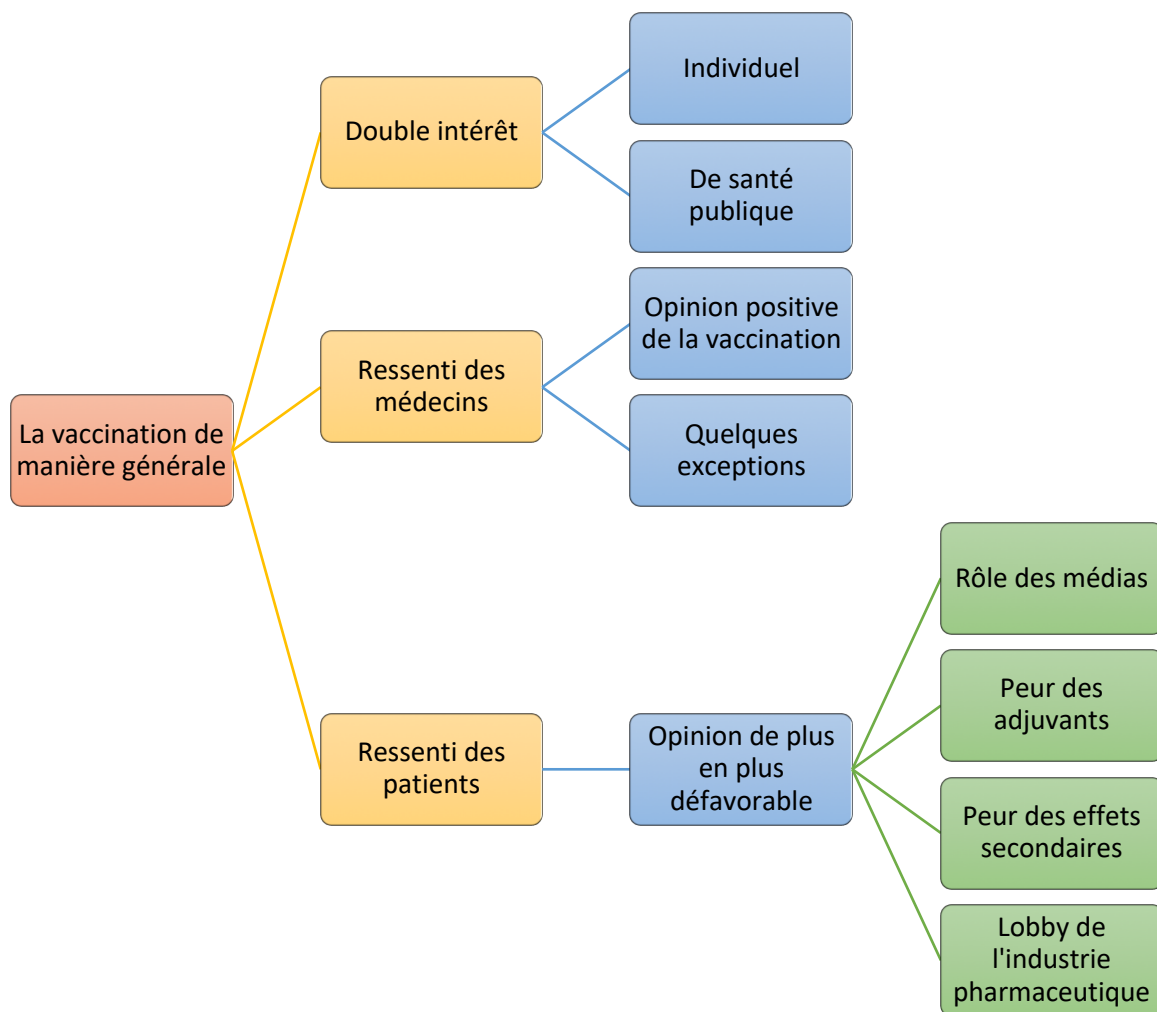 La vaccination de
manière générale
Double intérêt
Individuel
De santé
publique
Ressenti des
médecins
Opinion positive
de la vaccination
Quelques
exceptions
Ressenti des
patients
Opinion de plus
en plus
défavorable
Rôle des médias
Peur des
adjuvants
Peur des effets
secondaires
Lobby de
l'industrie
pharmaceutique